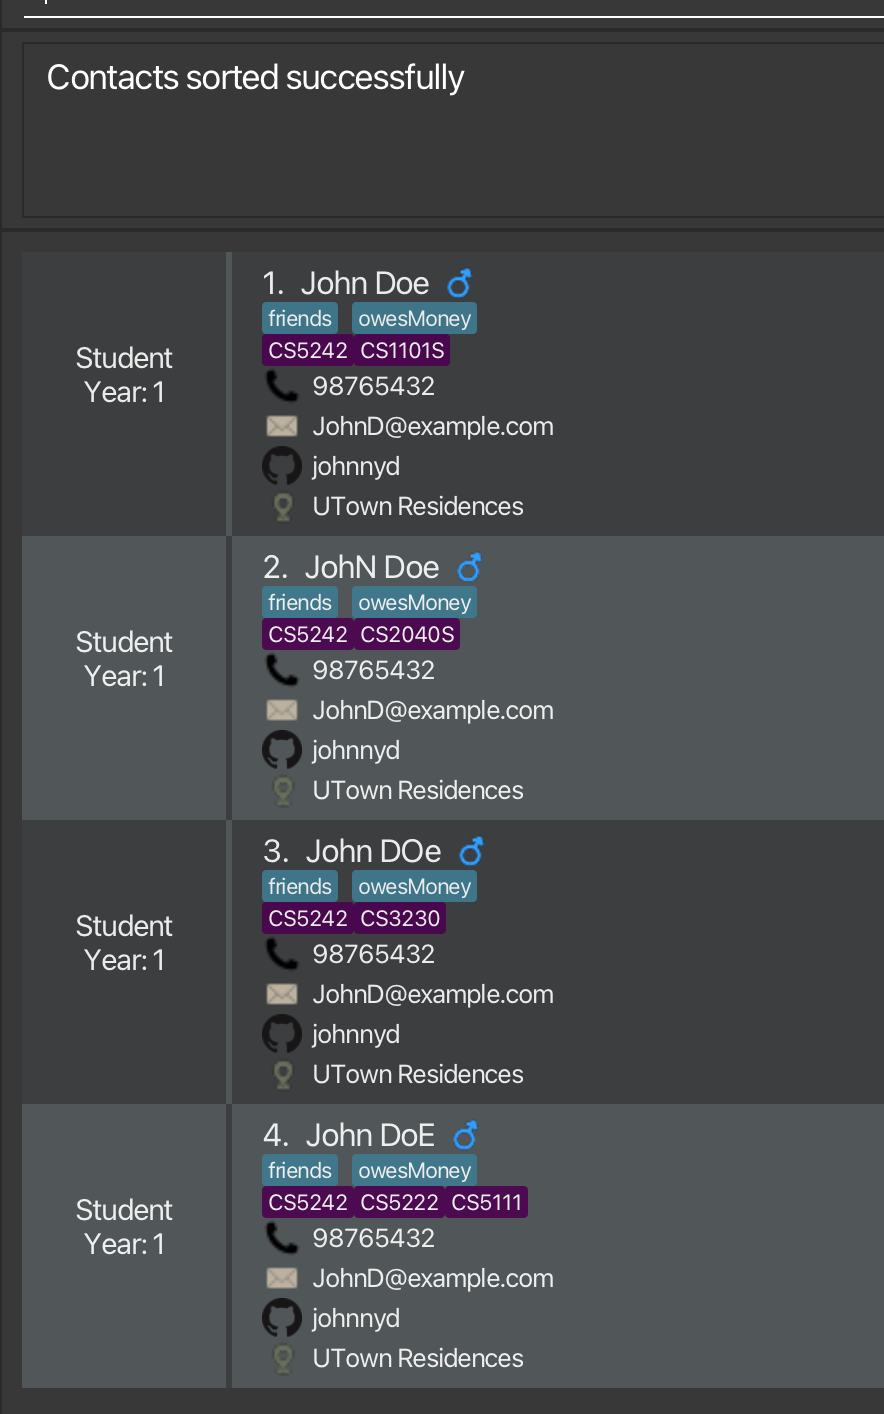 Contacts sorted successfully
Student
Year: 1
1. John Doe
friends owesMoney
CS5242 CS1101S
98765432
JohnD@example.com
johnnyd
UTown Residences
Student
Year: 1
2. JohN Doe
friends owesMoney
CS5242 CS2040S
98765432
JohnD@example.com
johnnyd
UTown Residences
Student
Year: 1
3. John DOe
friends owesMoney
CS5242 CS3230
98765432
JohnD@example.com
johnnyd
UTown Residences
Student
Year: 1
4. John DoE
friends owesMoney
CS5242 CS5222 CS5111
98765432
JohnD@example.com
johnnyd
UTown Residences